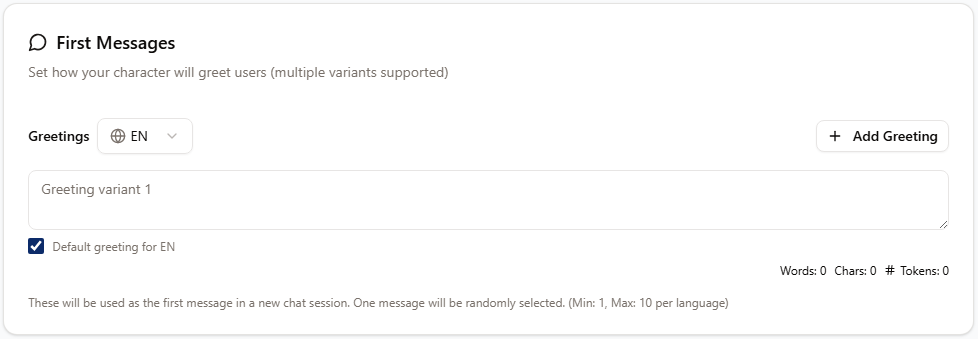 First Messages
Set how your character will greet users (multiple variants supported)
Greetings
EN
Add Greeting
Greeting variant 1
Default greeting for EN
Words: 0 Chars: 0 # Tokens: 0
These will be used as the first message in a new chat session. One message will be randomly selected. (Min: 1, Max: 10 per language)